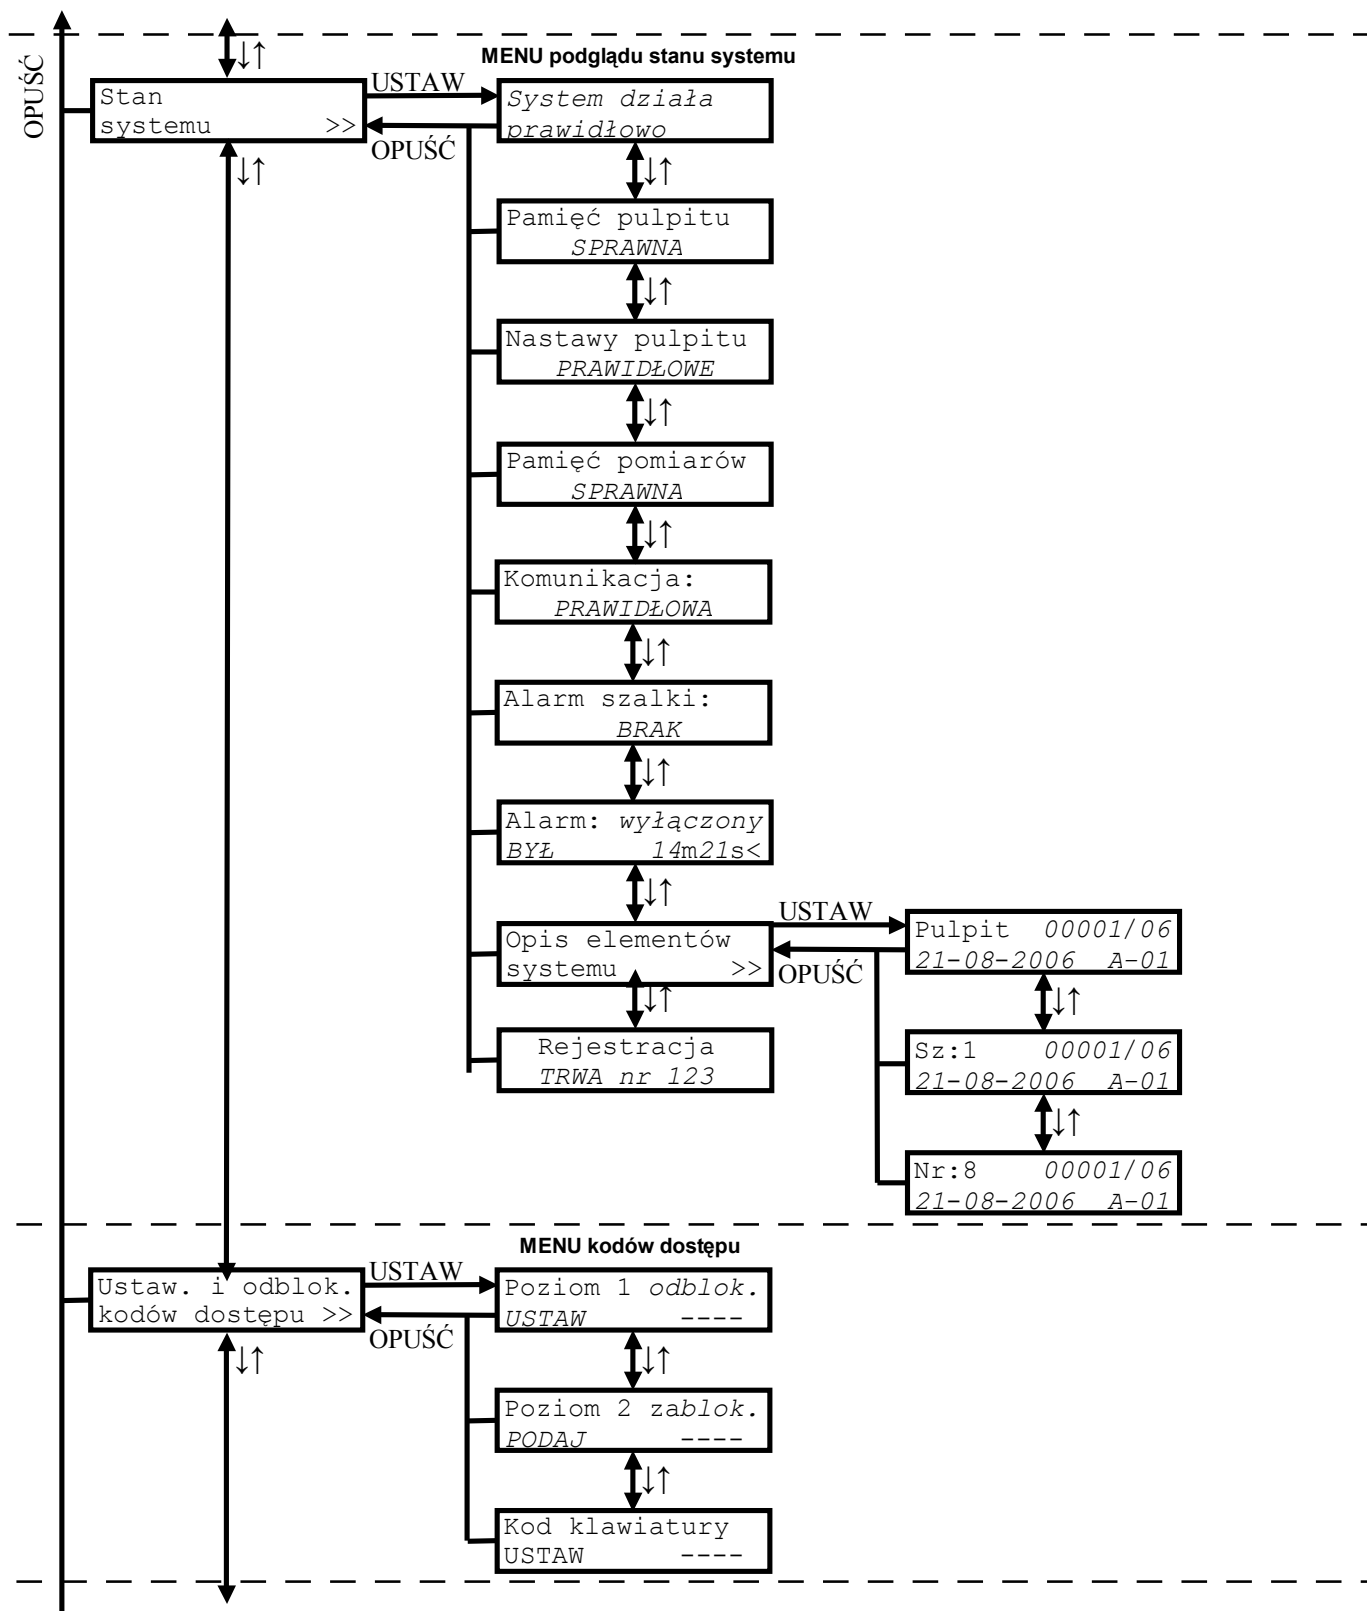 OPUŚĆ
↓↑
MENU podglądu stanu systemu
Stan
systemu >>
USTAW
OPUŚĆ
System działa
prawidłowo
↓↑
↓↑
Pamięć pulpitu
SPRAWNA
↓↑
Nastawy pulpitu
PRAWIDŁOWE
↓↑
Pamięć pomiarów
SPRAWNA
↓↑
Komunikacja:
PRAWIDŁOWA
↓↑
Alarm szalki:
BRAK
↓↑
Alarm: wyłączony
BYŁ 14m21s<
↓↑
Opis elementów
systemu >>
USTAW
OPUŚĆ
↓↑
Rejestracja
TRWA nr 123
Pulpit 00001/06
21-08-2006 A-01
↓↑
Sz:1 00001/06
21-08-2006 A-01
↓↑
Nr:8 00001/06
21-08-2006 A-01
MENU kodów dostępu
Ustaw. i odblok.
kodów dostępu >>
USTAW
OPUŚĆ
↓↑
Poziom 1 odblok.
USTAW ----
↓↑
Poziom 2 zablok.
PODAJ ----
↓↑
Kod klawiatury
USTAW ----